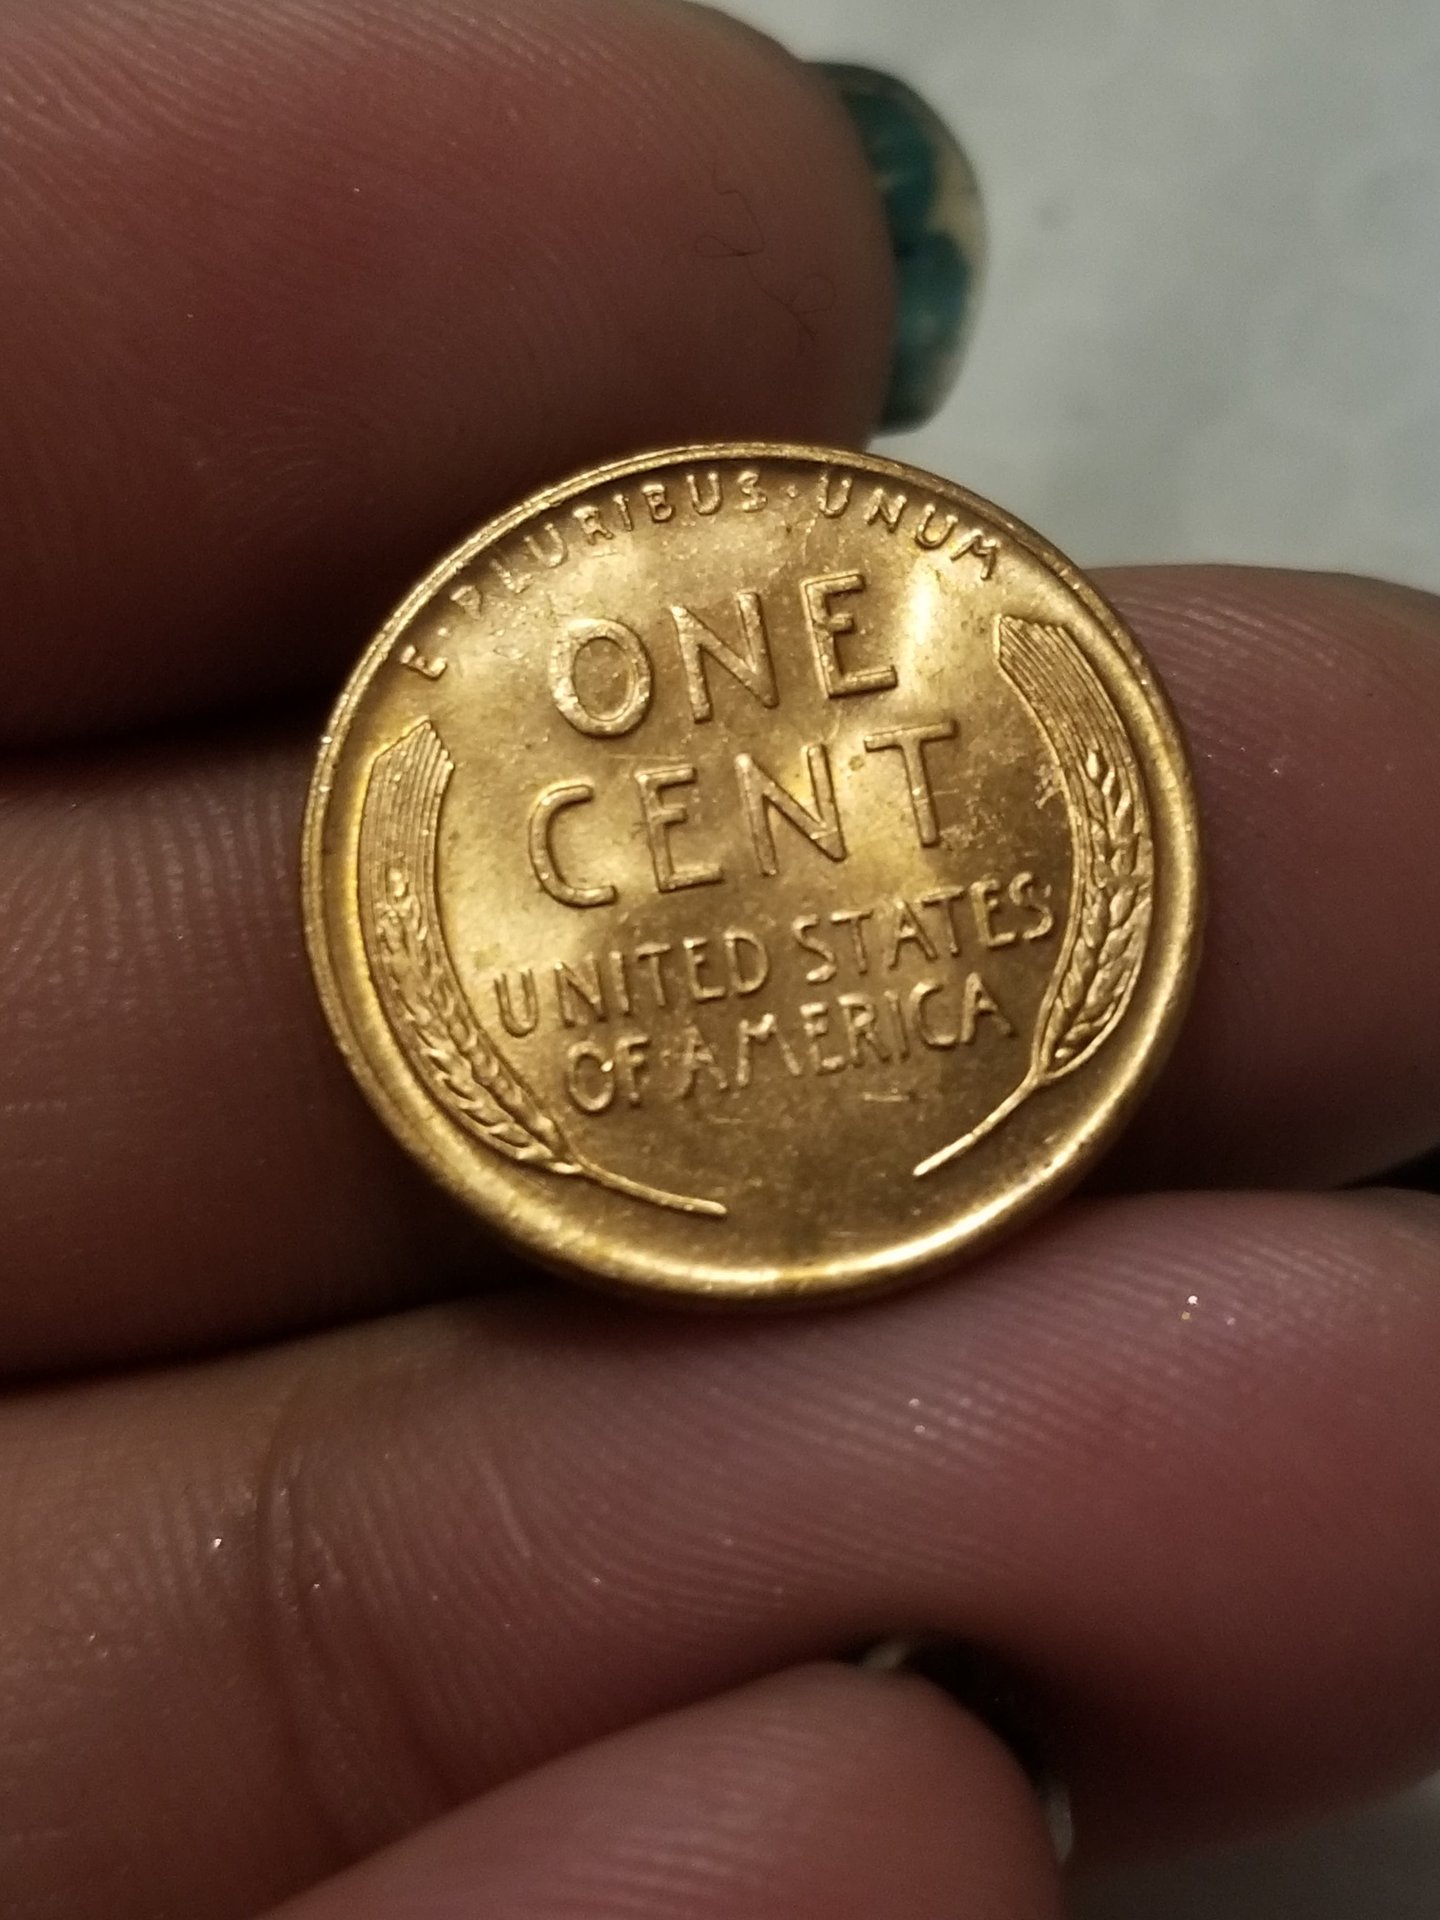 E·PLURIBUS·UNUM
ONE
CENT
UNITED STATES
OF AMERICA